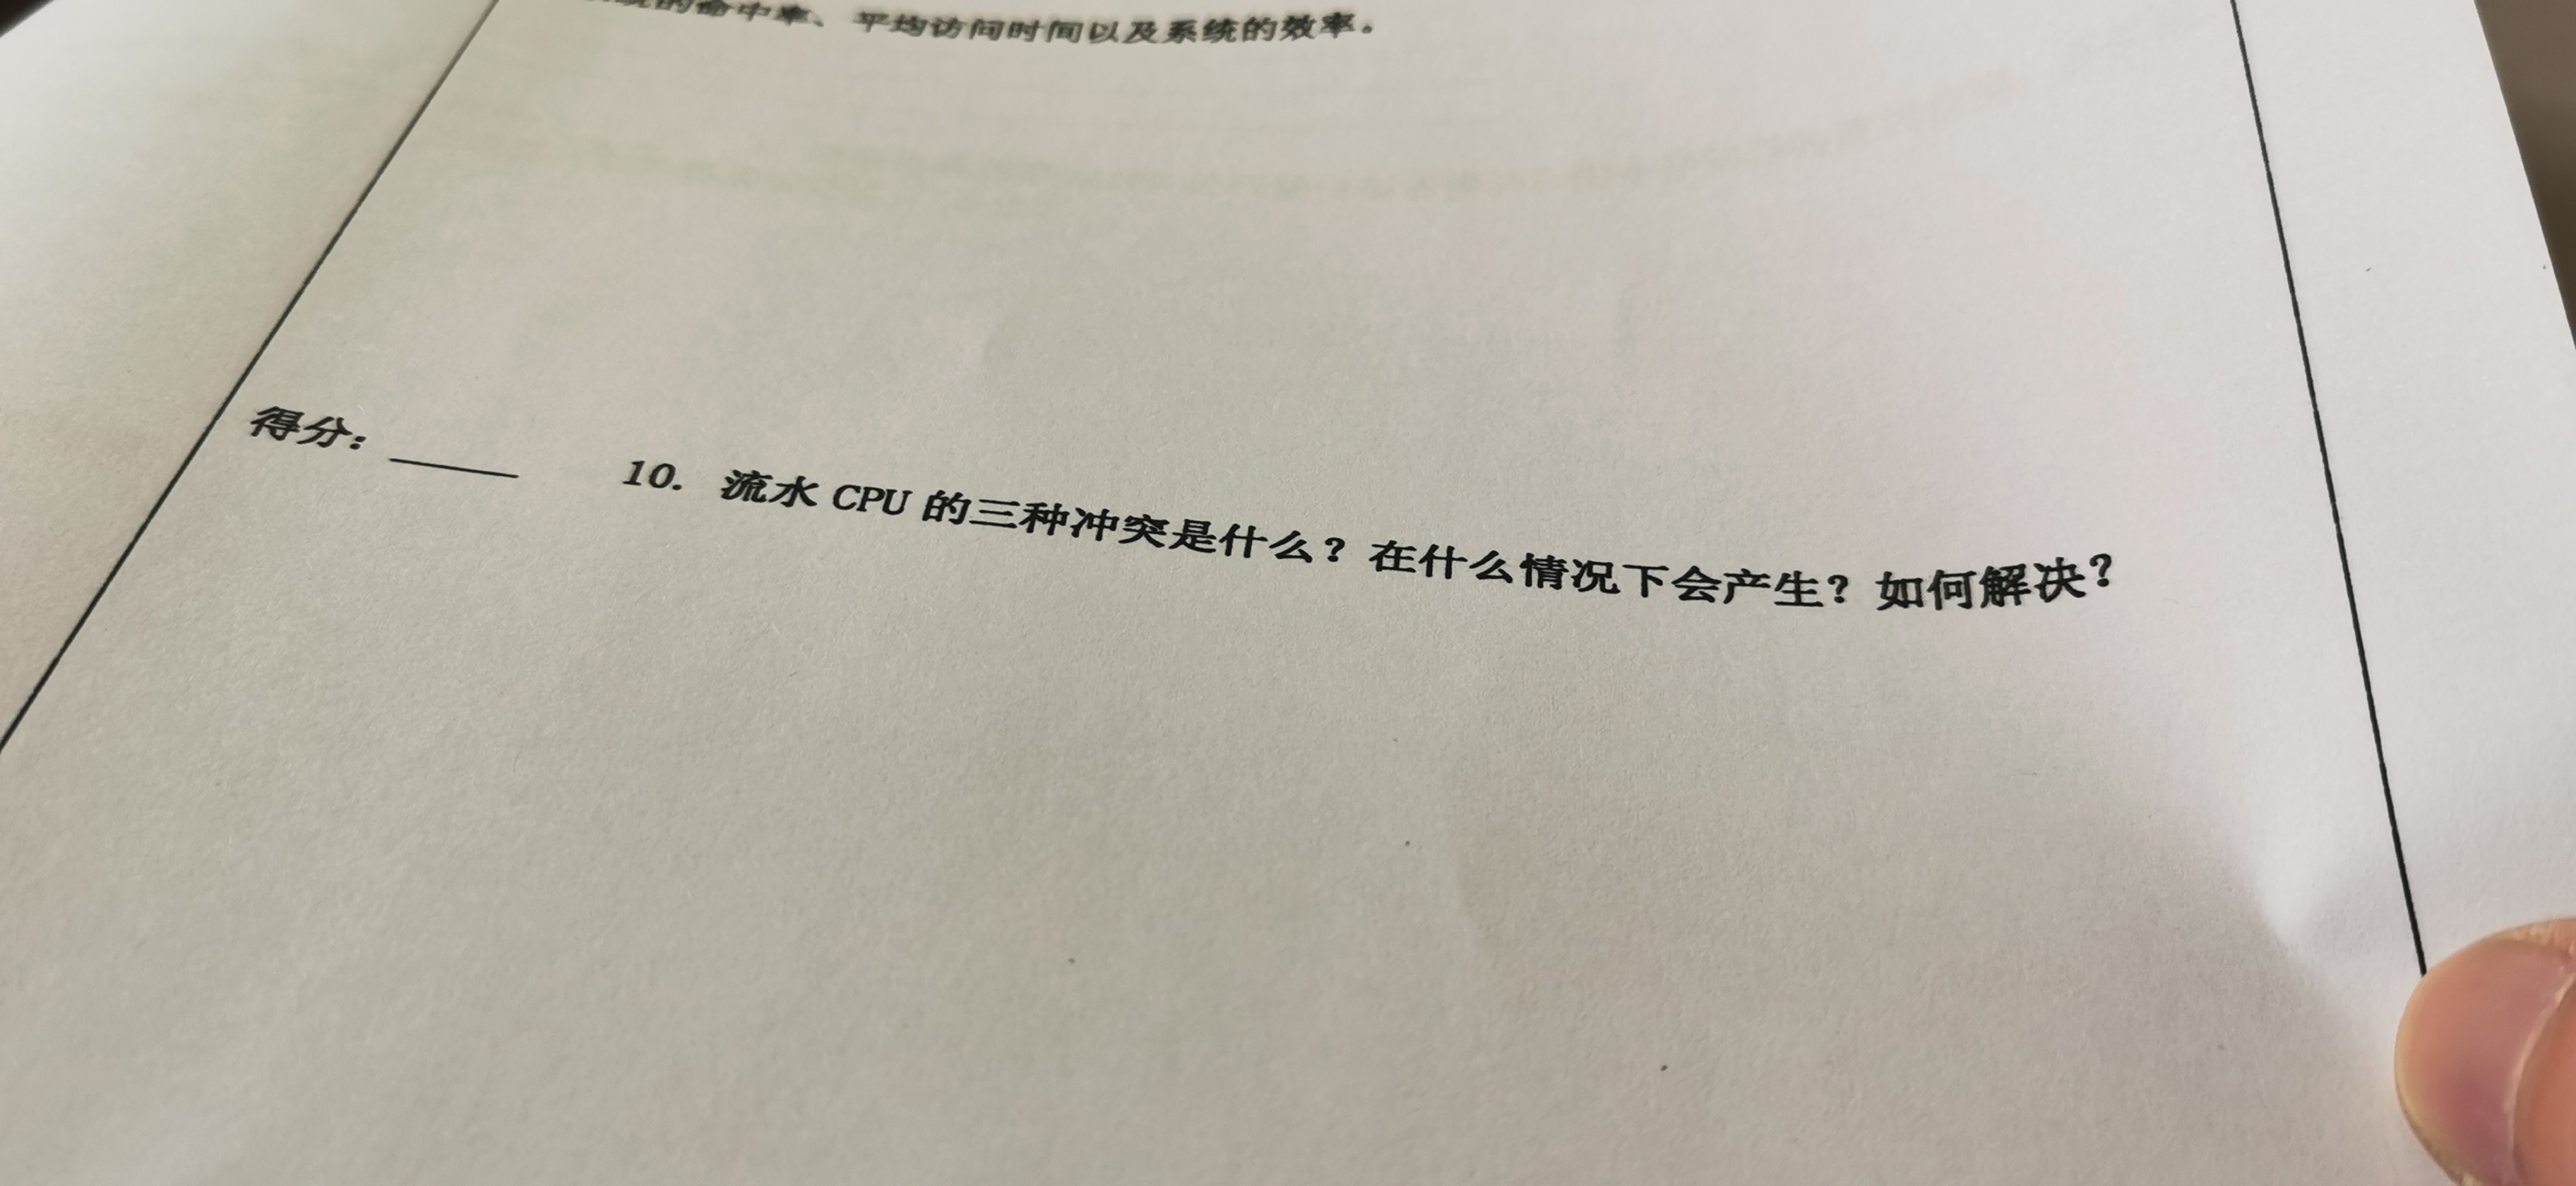 的命中率、平均访问时间以及系统的效率。
得分：_____ 10. 流水 CPU 的三种冲突是什么？在什么情况下会产生？如何解决？